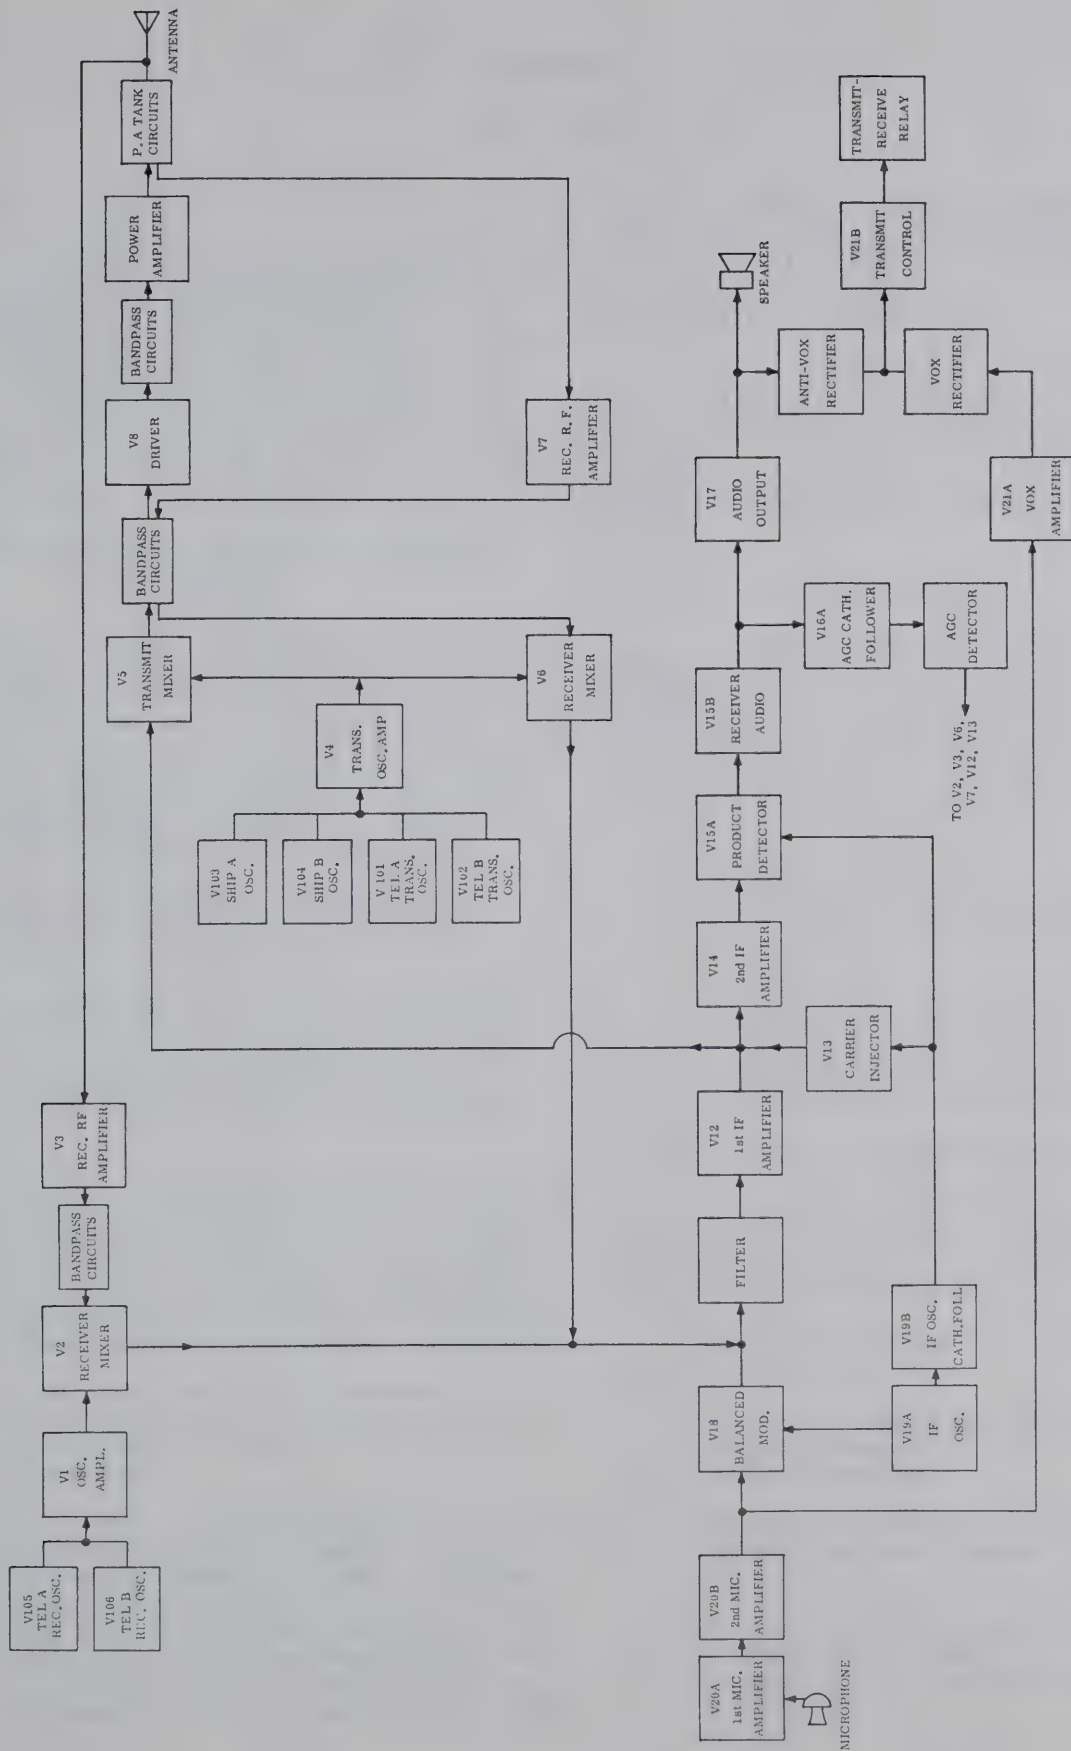 V105
TEL A
REC.OSC.
V106
TEL B
REC. OSC.
V1
OSC.
AMPL.
V2
RECEIVER
MIXER
BANDPASS
CIRCUITS
V3
REC. RF
AMPLIFIER
ANTENNA
V5
TRANSMIT
MIXER
BANDPASS
CIRCUITS
V8
DRIVER
BANDPASS
CIRCUITS
POWER
AMPLIFIER
P.A TANK
CIRCUITS
V103
SHIP A
OSC.
V104
SHIP B
OSC.
V 101
TEL. A
TRANS.
OSC.
V102
TEL B
TRANS.
OSC.
V4
TRANS.
OSC.AMP
V6
RECEIVER
MIXER
V7
REC. R.F.
AMPLIFIER
MICROPHONE
V20A
1st MIC.
AMPLIFIER
V20B
2nd MIC.
AMPLIFIER
V18
BALANCED
MOD.
FILTER
V12
1st IF
AMPLIFIER
V14
2nd IF
AMPLIFIER
V15A
PRODUCT
DETECTOR
V15B
RECEIVER
AUDIO
V17
AUDIO
OUTPUT
SPEAKER
V19A
IF
OSC.
V19B
IF OSC.
CATH.FOLL
V13
CARRIER
INJECTOR
V16A
AGC CATH.
FOLLOWER
AGC
DETECTOR
TO V2, V3, V6,
V7, V12, V13
ANTI-VOX
RECTIFIER
VOX
RECTIFIER
V21A
VOX
AMPLIFIER
V21B
TRANSMIT
CONTROL
TRANSMIT-
RECEIVE
RELAY